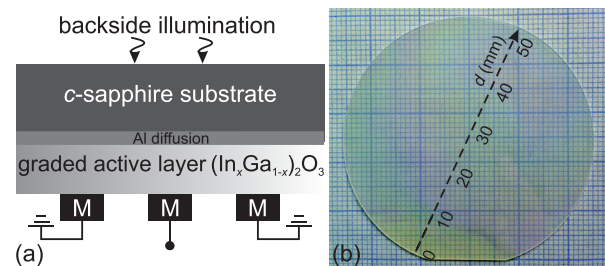 backside illumination
c-sapphire substrate
Al diffusion
graded active layer (InxGa1-x)2O3
M M M
(a)
d (mm)
50
40
30
20
10
0
(b)